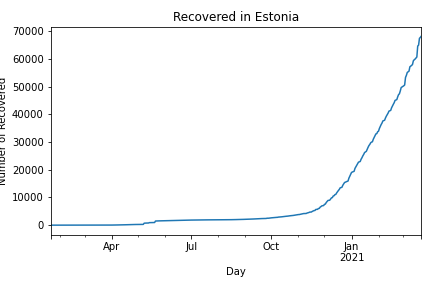 Recovered in Estonia
Number of Recovered
70000
60000
50000
40000
30000
20000
10000
0
Apr
Jul
Oct
Jan
2021
Day